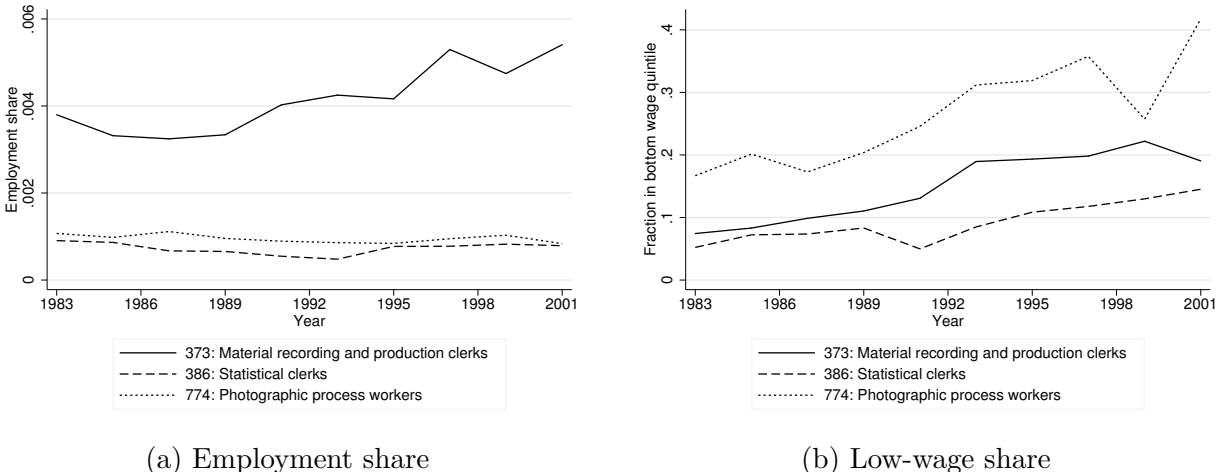 .006
.004
.002
0
Employment share
1983 1986 1989 1992 1995 1998 2001
Year
373: Material recording and production clerks
386: Statistical clerks
774: Photographic process workers
(a) Employment share
.4
.3
.2
.1
0
Fraction in bottom wage quintile
1983 1986 1989 1992 1995 1998 2001
Year
373: Material recording and production clerks
386: Statistical clerks
774: Photographic process workers
(b) Low-wage share